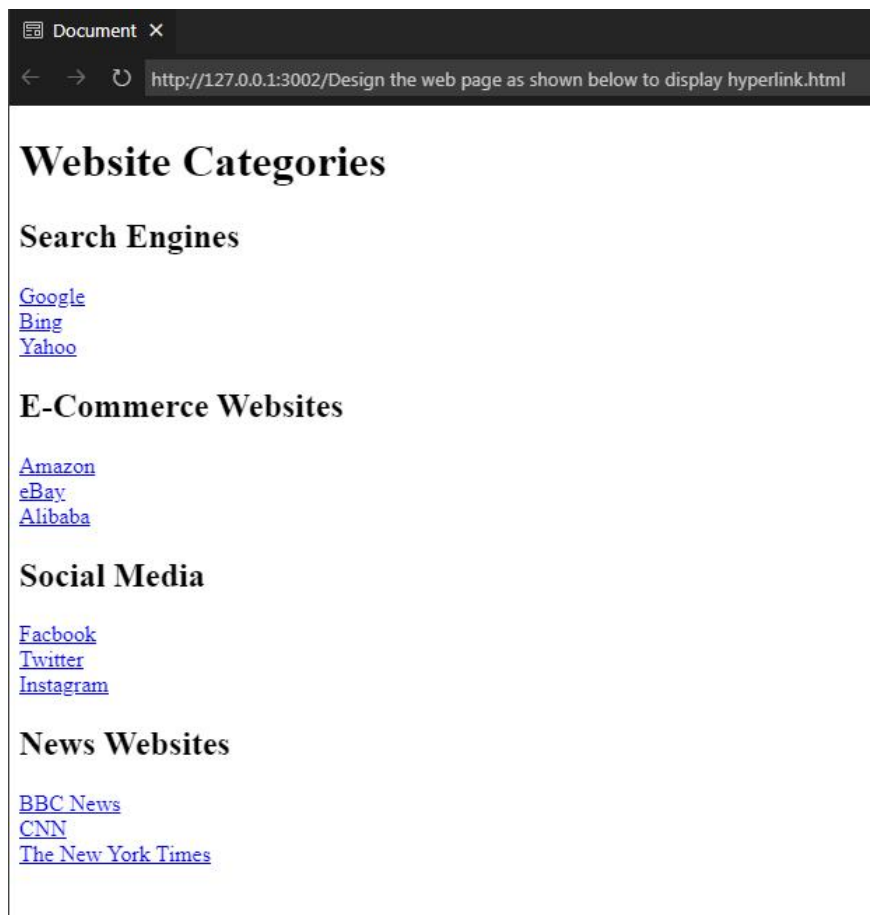 Document
http://127.0.0.1:3002/Design the web page as shown below to display hyperlink.html
Website Categories
Search Engines
Google
Bing
Yahoo
E-Commerce Websites
Amazon
eBay
Alibaba
Social Media
Facbook
Twitter
Instagram
News Websites
BBC News
CNN
The New York Times